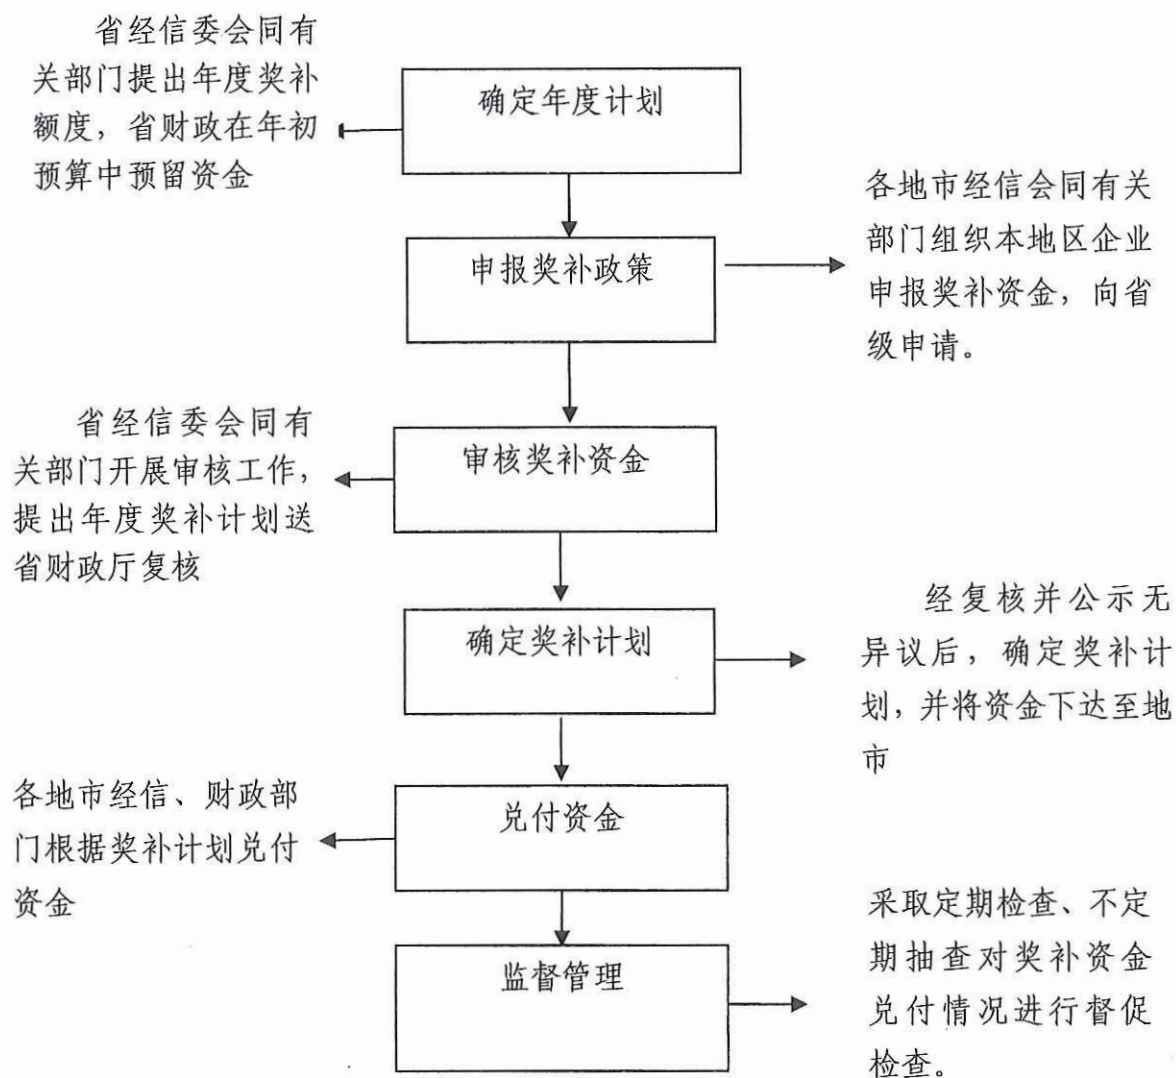 省经信委会同有
关部门提出年度奖补
额度，省财政在年初
预算中预留资金
确定年度计划
申报奖补政策
各地市经信会同有关
部门组织本地区企业
申报奖补资金，向省
级申请。
省经信委会同有
关部门开展审核工作，
提出年度奖补计划送
省财政厅复核
审核奖补资金
确定奖补计划
经复核并公示无
异议后，确定奖补计
划，并将资金下达至地
市
各地市经信、财政部
门根据奖补计划兑付
资金
兑付资金
监督管理
采取定期检查、不定
期抽查对奖补资金
兑付情况进行督促
检查。